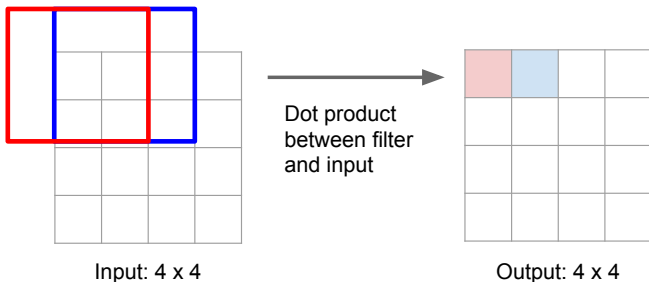 Dot product
between filter
and input
Input: 4 x 4
Output: 4 x 4